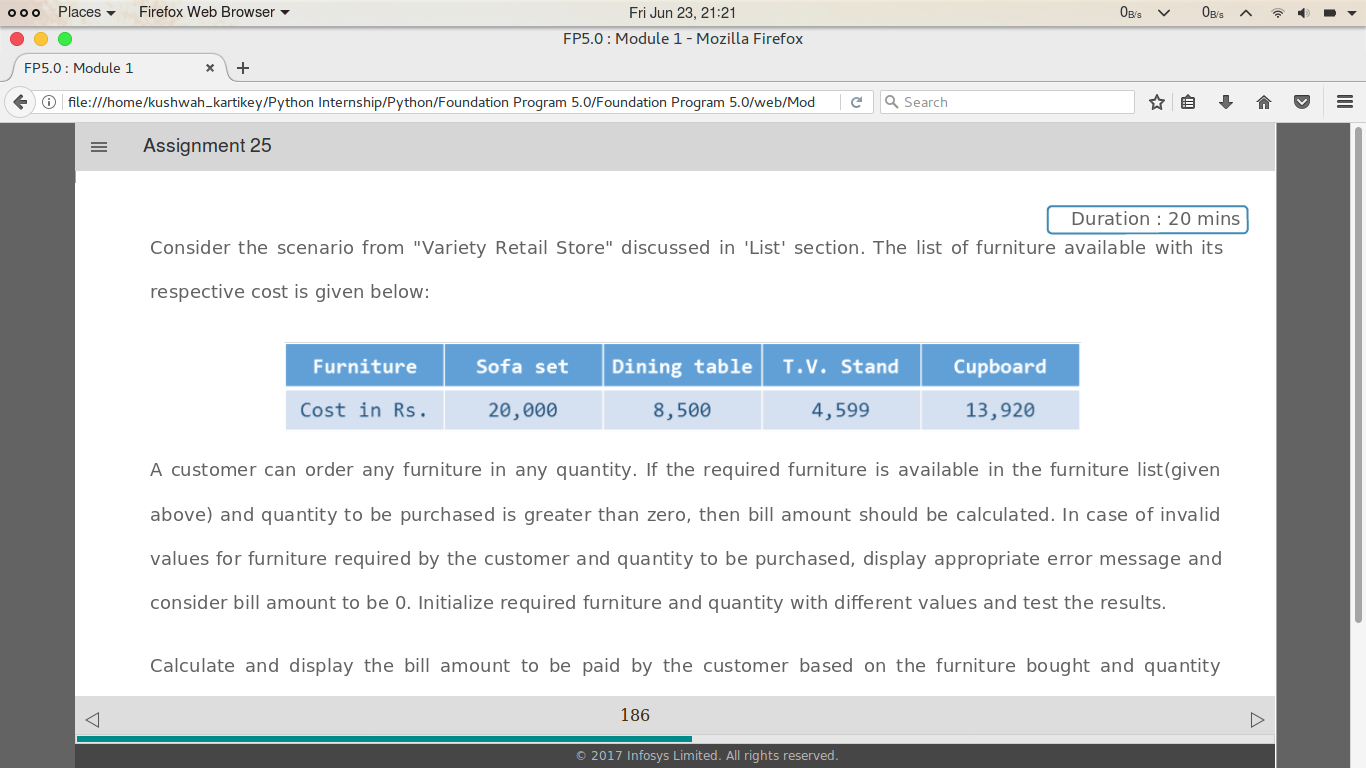 Places Firefox Web Browser Fri Jun 23, 21:21 0B/s 0B/s
FP5.0 : Module 1 - Mozilla Firefox
FP5.0 : Module 1
file:///home/kushwah_kartikey/Python Internship/Python/Foundation Program 5.0/Foundation Program 5.0/web/Mod Search
Assignment 25
Duration : 20 mins
Consider the scenario from "Variety Retail Store" discussed in 'List' section. The list of furniture available with its
respective cost is given below:
Furniture Sofa set Dining table T.V. Stand Cupboard
Cost in Rs. 20,000 8,500 4,599 13,920
A customer can order any furniture in any quantity. If the required furniture is available in the furniture list(given
above) and quantity to be purchased is greater than zero, then bill amount should be calculated. In case of invalid
values for furniture required by the customer and quantity to be purchased, display appropriate error message and
consider bill amount to be 0. Initialize required furniture and quantity with different values and test the results.
Calculate and display the bill amount to be paid by the customer based on the furniture bought and quantity
186
© 2017 Infosys Limited. All rights reserved.